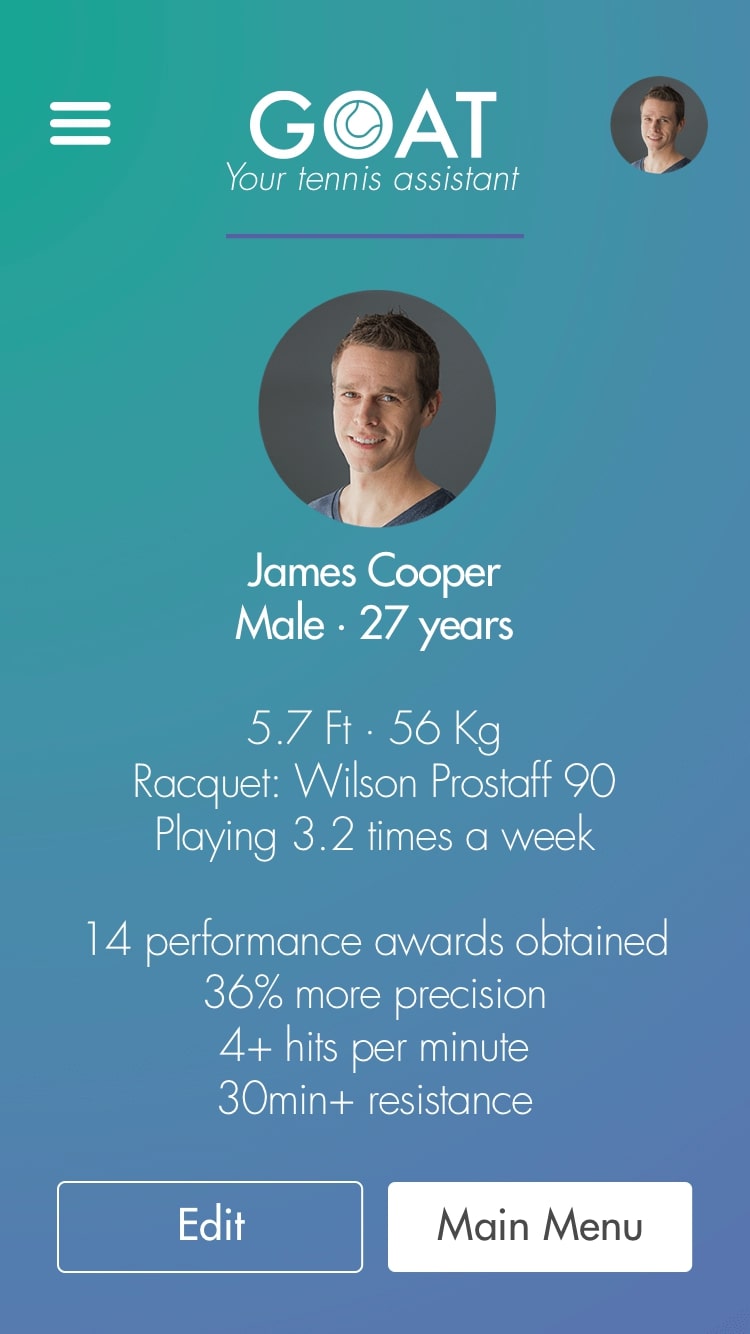 GOAT
Your tennis assistant
James Cooper
Male · 27 years
5.7 Ft · 56 Kg
Racquet: Wilson Prostaff 90
Playing 3.2 times a week
14 performance awards obtained
36% more precision
4+ hits per minute
30min+ resistance
Edit
Main Menu